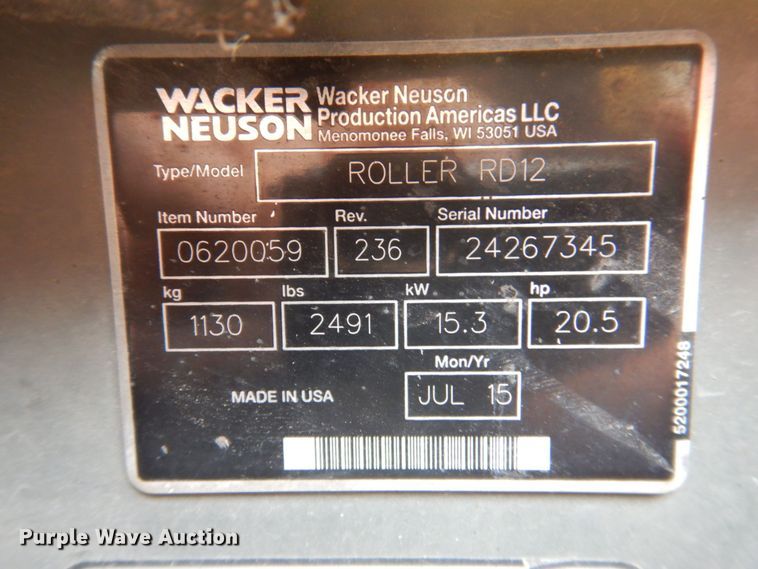 WACKER NEUSON
Wacker Neuson
Production Americas LLC
Menomonee Falls, WI 53051 USA
Type/Model ROLLER RD12
Item Number Rev. Serial Number
0620059 236 24267345
kg lbs kW hp
1130 2491 15.3 20.5
Mon/Yr
MADE IN USA JUL 15
5200017248
Purple Wave Auction